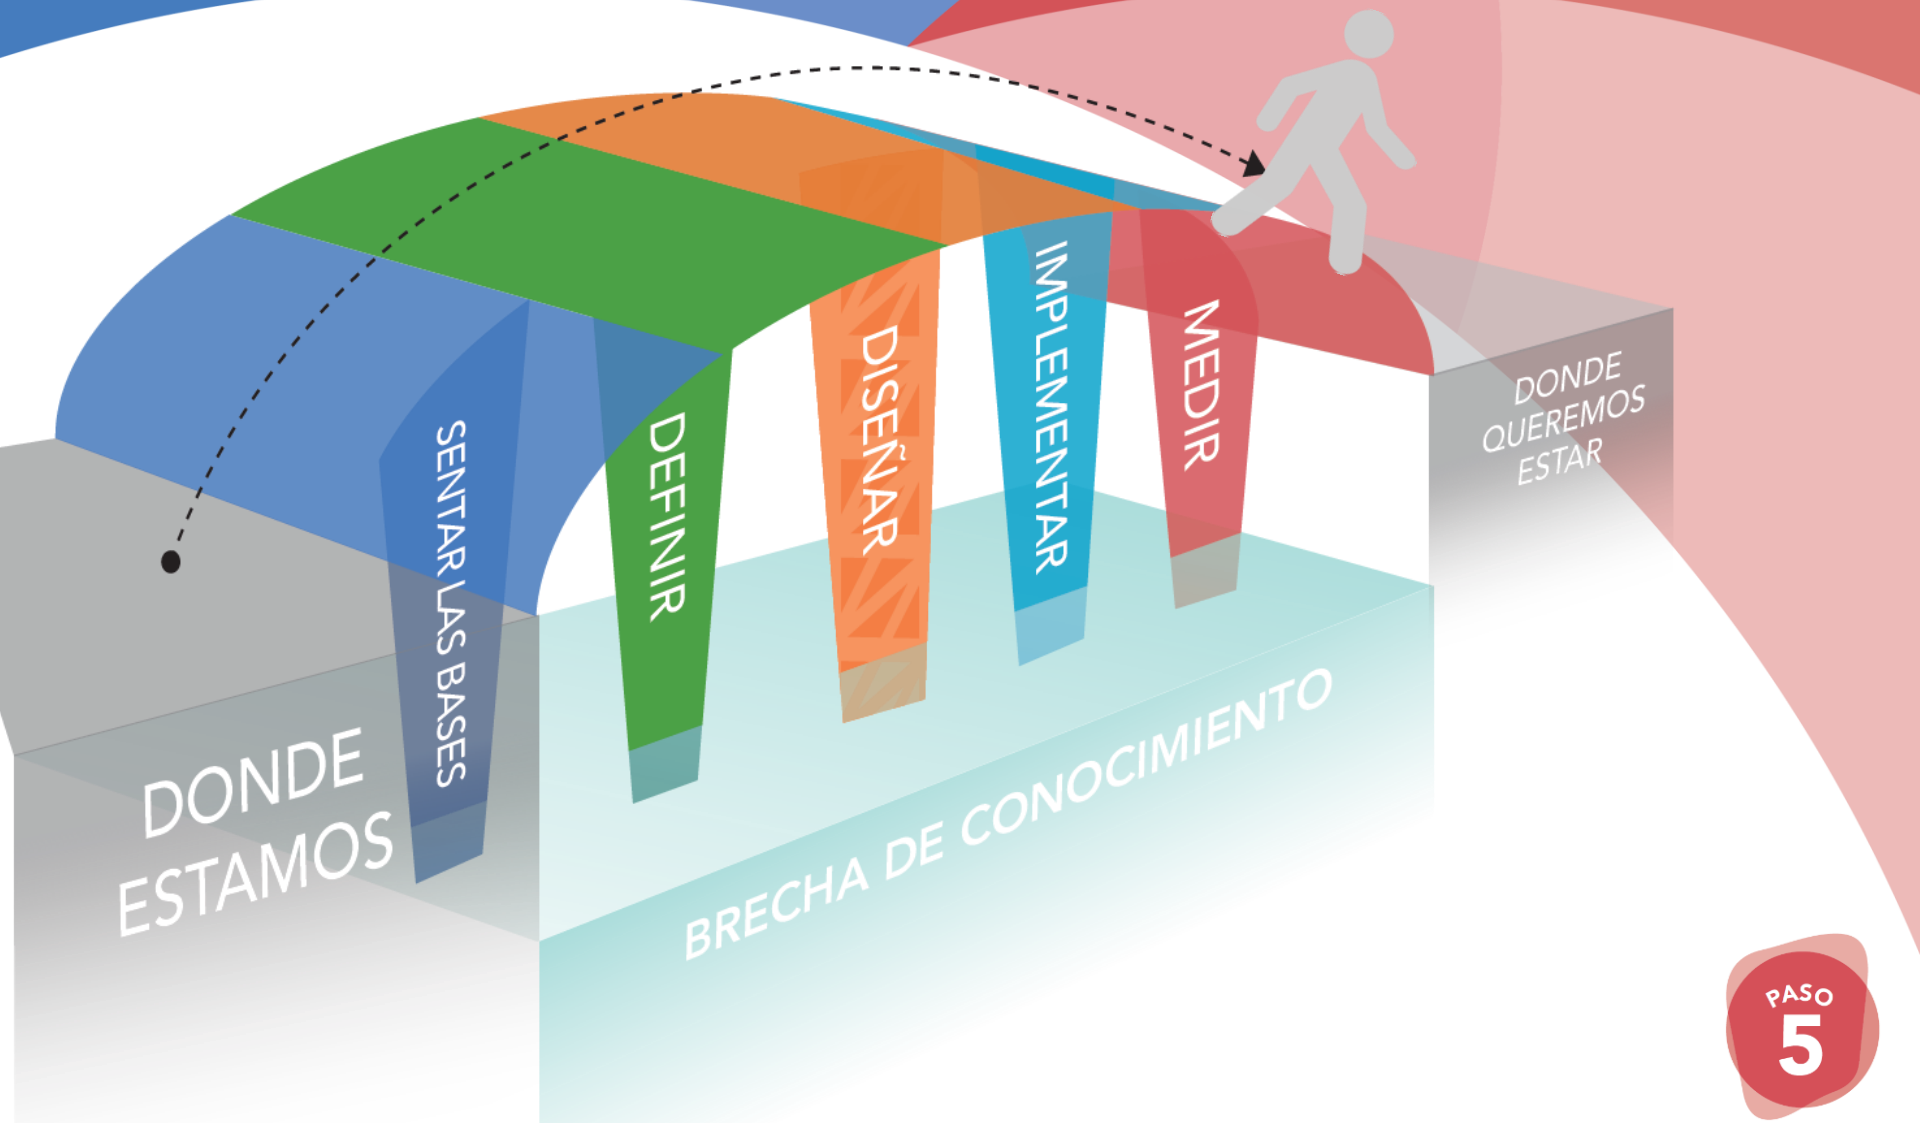 SENTAR LAS BASES
DEFINIR
DISEÑAR
IMPLEMENTAR
MEDIR
DONDE
QUEREMOS
ESTAR
DONDE
ESTAMOS
BRECHA DE CONOCIMIENTO
PASO
5